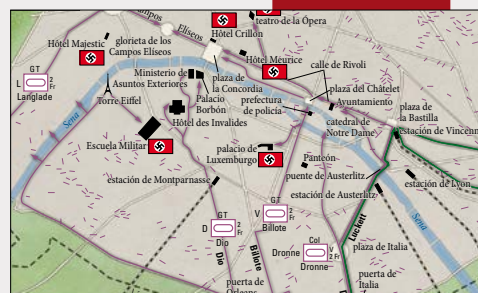 Campos
Elíseos
teatro de la Ópera
Hôtel Crillon
Hôtel Majestic
glorieta de los
Campos Elíseos
Hôtel Meurice
GT
L
2
Fr
Langlade
Ministerio de
Asuntos Exteriores
plaza de
la Concordia
calle de Rivoli
plaza del Châtelet
Ayuntamiento
Torre Eiffel
Palacio
Borbón
prefectura
de policía
plaza de
la Bastilla
Sena
Hôtel des Invalides
catedral de
Notre Dame
estación de Vincenn
Escuela Militar
palacio de
Luxemburgo
Panteón
puente de Austerlitz
estación de Montparnasse
estación de Austerlitz
estación de Lyon
GT
V
2
Fr
Billote
GT
D
2
Fr
Dio
Sena
Luckett
plaza de Italia
Col
Dronne
V
2
Fr
Dronne
Dio
Billote
puerta de
Orleans
puerta de
Italia